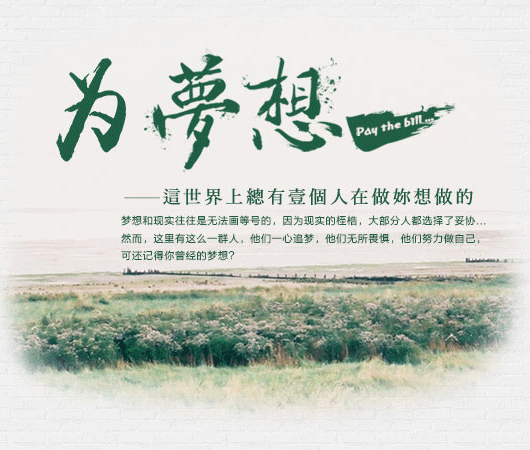 为夢想
Pay the bill...
——這世界上總有壹個人在做妳想做的
梦想和现实往往是无法画等号的，因为现实的桎梏，大部分人都选择了妥协...
然而，这里有这么一群人，他们一心追梦，他们无所畏惧，他们努力做自己，
可还记得你曾经的梦想？